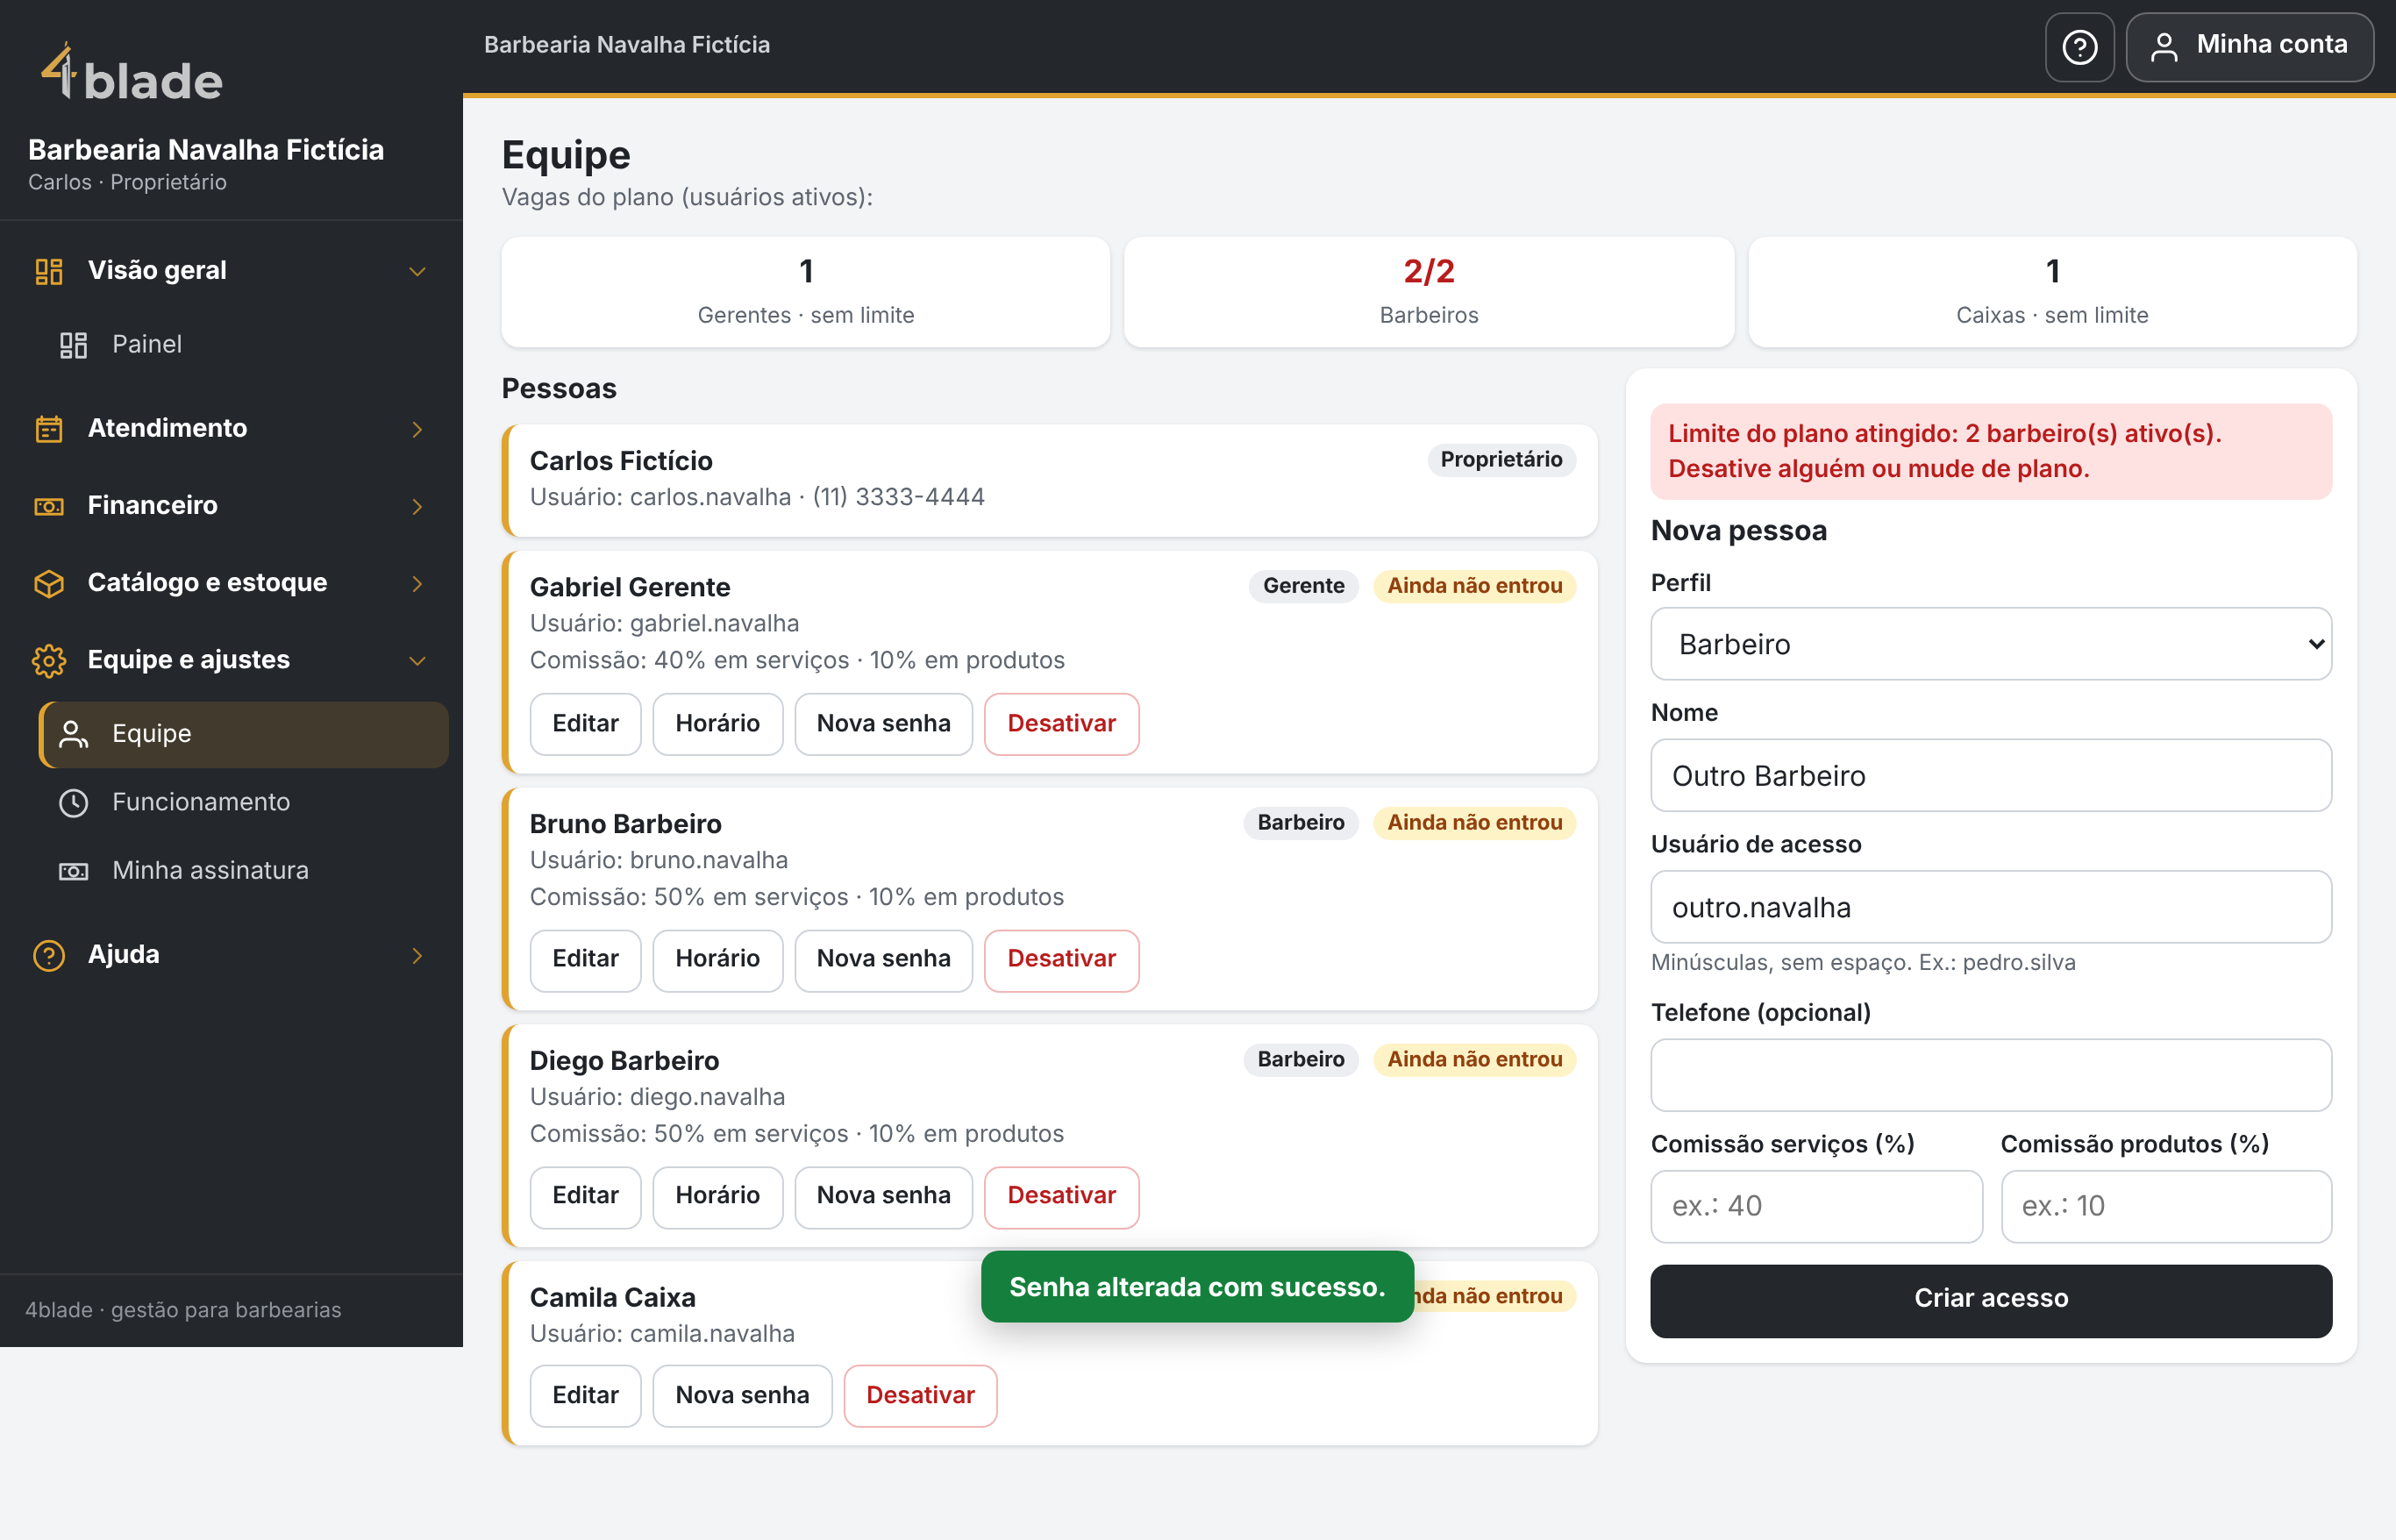 4blade
Barbearia Navalha Fictícia
Carlos · Proprietário
Visão geral
Painel
Atendimento
Financeiro
Catálogo e estoque
Equipe e ajustes
Equipe
Funcionamento
Minha assinatura
Ajuda
4blade · gestão para barbearias
Barbearia Navalha Fictícia
Minha conta
Equipe
Vagas do plano (usuários ativos):
1
Gerentes · sem limite
2/2
Barbeiros
1
Caixas · sem limite
Pessoas
Carlos Fictício
Proprietário
Usuário: carlos.navalha · (11) 3333-4444
Gabriel Gerente
Gerente
Ainda não entrou
Usuário: gabriel.navalha
Comissão: 40% em serviços · 10% em produtos
Editar
Horário
Nova senha
Desativar
Bruno Barbeiro
Barbeiro
Ainda não entrou
Usuário: bruno.navalha
Comissão: 50% em serviços · 10% em produtos
Editar
Horário
Nova senha
Desativar
Diego Barbeiro
Barbeiro
Ainda não entrou
Usuário: diego.navalha
Comissão: 50% em serviços · 10% em produtos
Editar
Horário
Nova senha
Desativar
Camila Caixa
Senha alterada com sucesso.
não entrou
Usuário: camila.navalha
Editar
Nova senha
Desativar
Limite do plano atingido: 2 barbeiro(s) ativo(s).
Desative alguém ou mude de plano.
Nova pessoa
Perfil
Barbeiro
Nome
Outro Barbeiro
Usuário de acesso
outro.navalha
Minúsculas, sem espaço. Ex.: pedro.silva
Telefone (opcional)
Comissão serviços (%)
Comissão produtos (%)
ex.: 40
ex.: 10
Criar acesso